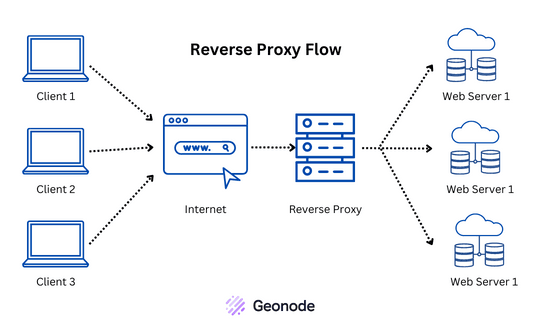 Reverse Proxy Flow
Client 1
Client 2
Client 3
www.
Internet
Reverse Proxy
Web Server 1
Web Server 1
Web Server 1
Geonode